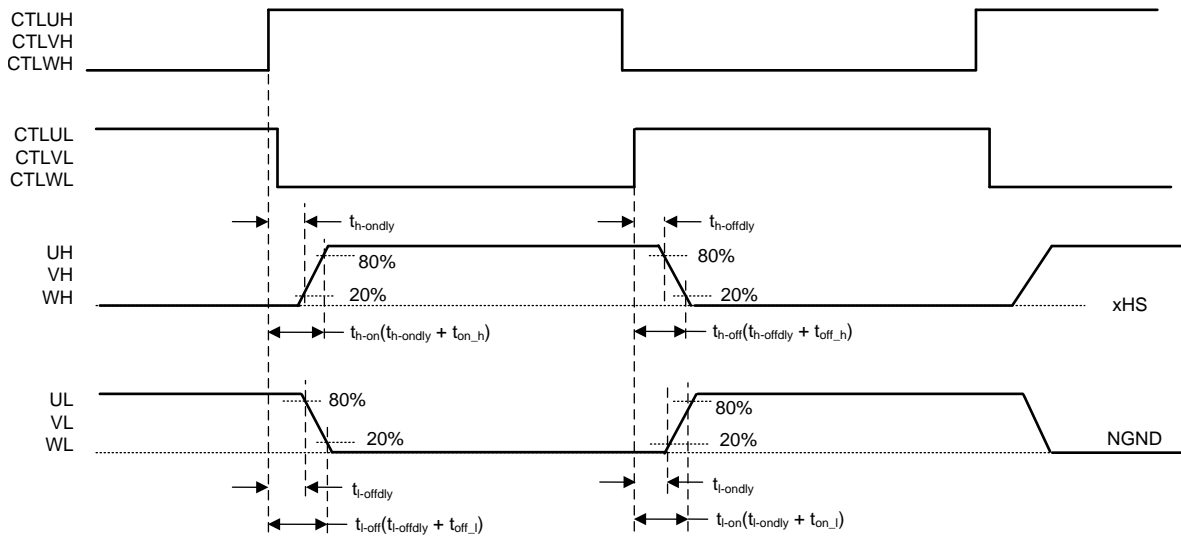 CTLUH
CTLVH
CTLWH
CTLUL
CTLVL
CTLWL
th-ondly
th-offdly
UH
VH
WH
80%
20%
80%
20%
xHS
th-on(th-ondly + ton_h)
th-off(th-offdly + toff_h)
UL
VL
WL
80%
20%
80%
20%
NGND
tl-offdly
tl-ondly
tl-off(tl-offdly + toff_l)
tl-on(tl-ondly + ton_l)